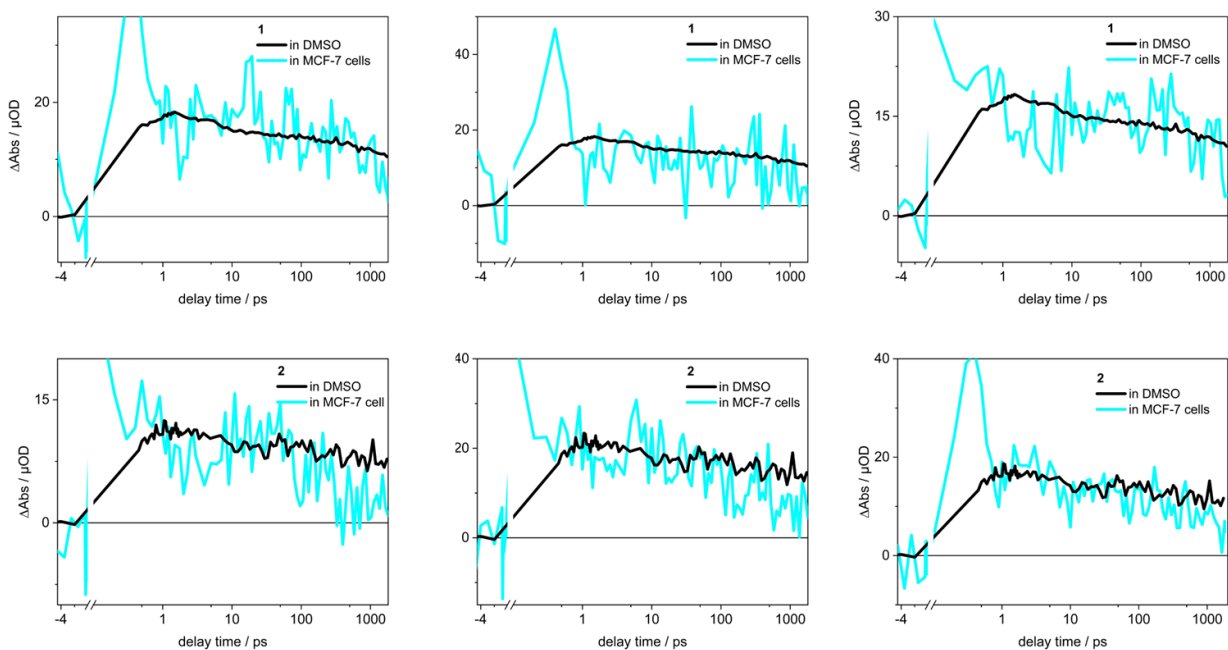 1
in DMSO
in MCF-7 cells
ΔAbs / µOD
20
0
-4
1
10
100
1000
delay time / ps
1
in DMSO
in MCF-7 cells
ΔAbs / µOD
40
20
0
-4
1
10
100
1000
delay time / ps
1
in DMSO
in MCF-7 cells
ΔAbs / µOD
30
15
0
-4
1
10
100
1000
delay time / ps
2
in DMSO
in MCF-7 cell
ΔAbs / µOD
15
0
-4
1
10
100
1000
delay time / ps
2
in DMSO
in MCF-7 cells
ΔAbs / µOD
40
20
0
-4
1
10
100
1000
delay time / ps
2
in DMSO
in MCF-7 cells
ΔAbs / µOD
40
20
0
-4
1
10
100
1000
delay time / ps